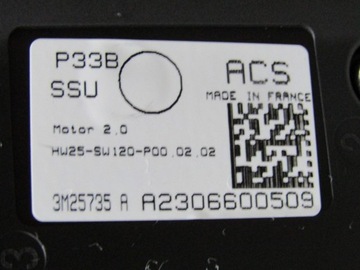 P33B
ACS
SSU
MADE IN FRANCE
Motor 2,0
HW25-SW120-P00,02,02
3M25735 A A2306600509